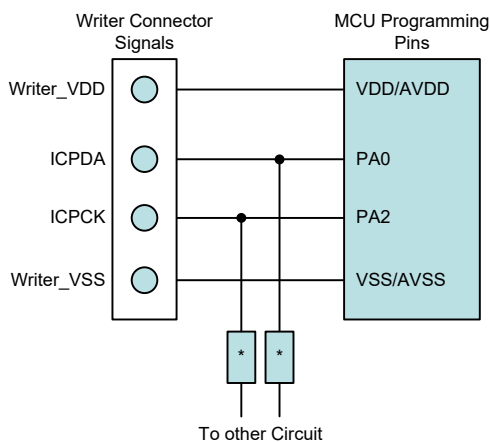 Writer Connector
Signals
MCU Programming
Pins
Writer_VDD
VDD/AVDD
ICPDA
PA0
ICPCK
PA2
Writer_VSS
VSS/AVSS
*
*
To other Circuit